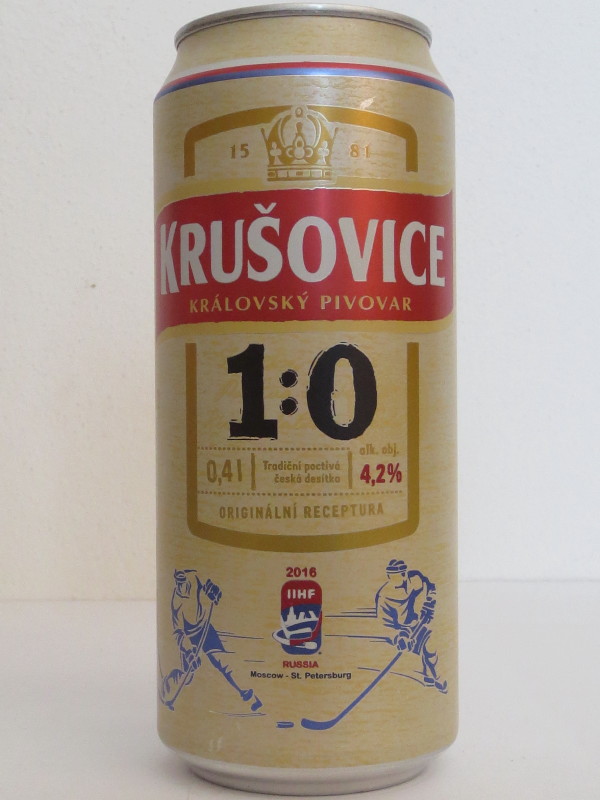 15 81
KRUŠOVICE
KRÁLOVSKÝ PIVOVAR
1:0
alk. obj.
0,4l Tradiční poctivá 4,2%
česká desítka
ORIGINÁLNÍ RECEPTURA
2016
IIHF
RUSSIA
Moscow - St. Petersburg